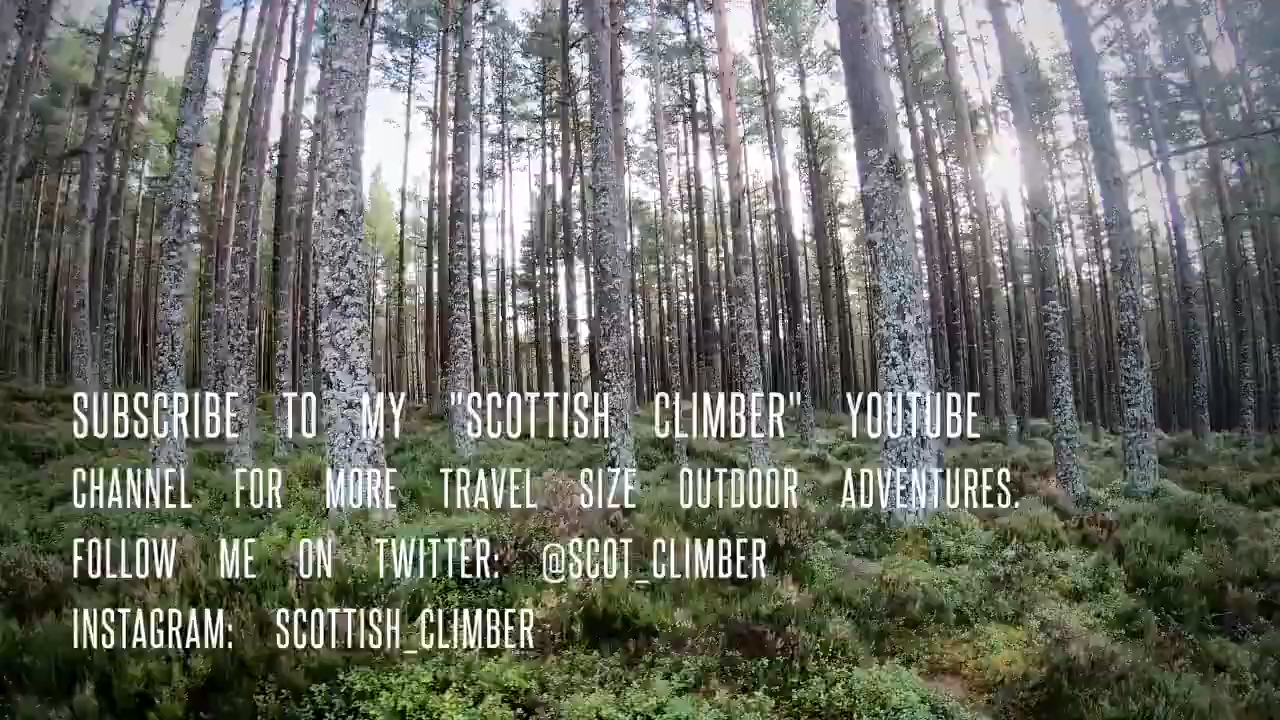 SUBSCRIBE TO MY "SCOTTISH CLIMBER" YOUTUBE
CHANNEL FOR MORE TRAVEL SIZE OUTDOOR ADVENTURES.
FOLLOW ME ON TWITTER: @SCOT_CLIMBER
INSTAGRAM: SCOTTISH_CLIMBER